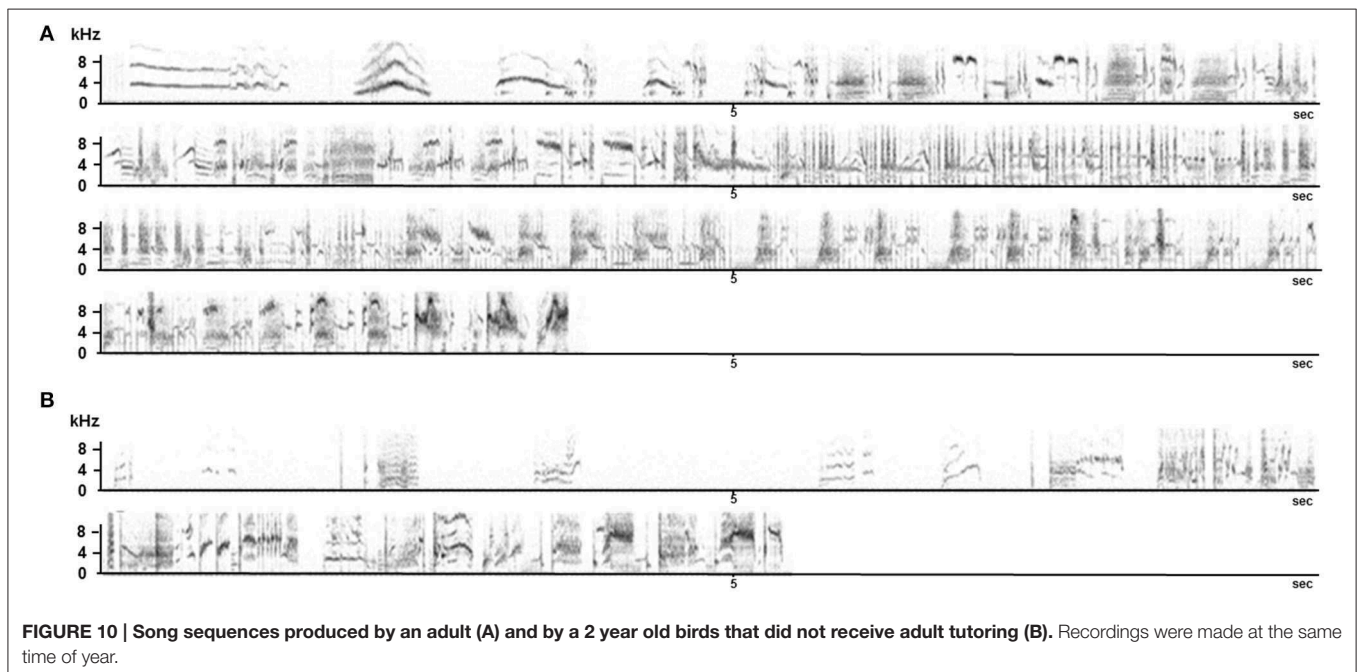 A kHz
8
4
0
5 sec
8
4
0
5 sec
8
4
0
5 sec
8
4
0
5 sec
B
kHz
8
4
0
5 sec
8
4
0
5 sec
FIGURE 10 | Song sequences produced by an adult (A) and by a 2 year old birds that did not receive adult tutoring (B). Recordings were made at the same
time of year.